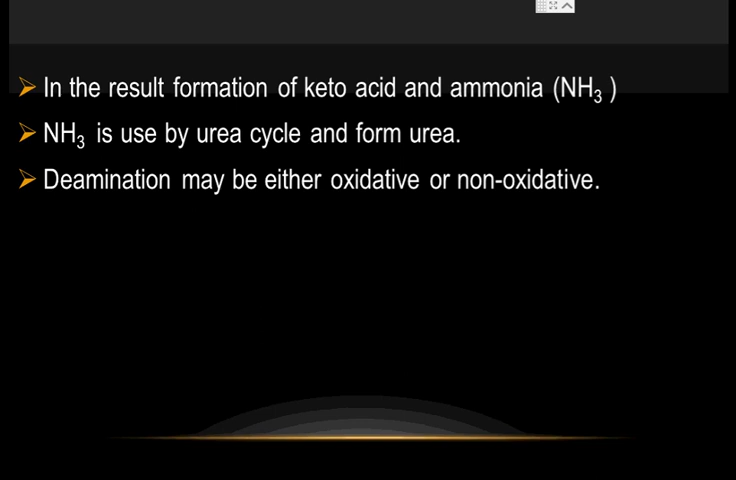 ➢ In the result formation of keto acid and ammonia (NH₃ )
➢ NH₃ is use by urea cycle and form urea.
➢ Deamination may be either oxidative or non-oxidative.